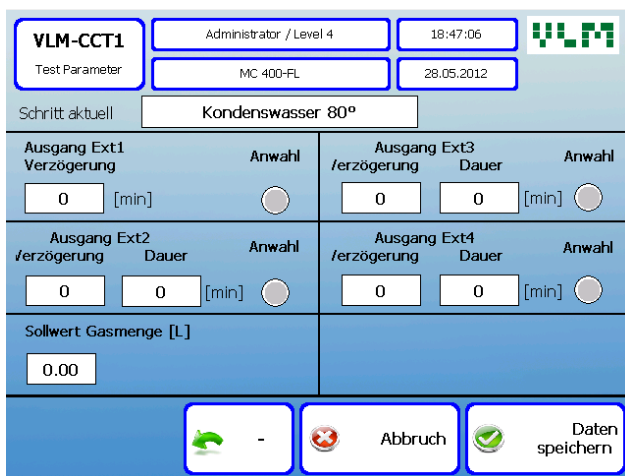 VLM-CCT1
Test Parameter
Administrator / Level 4
18:47:06
VLM
MC 400-FL
28.05.2012
Schritt aktuell
Kondenswasser 80º
Ausgang Ext1
Verzögerung
Anwahl
0
[min]
Ausgang Ext3
/erzögerung
Dauer
Anwahl
0
0
[min]
Ausgang Ext2
/erzögerung
Dauer
Anwahl
0
0
[min]
Ausgang Ext4
/erzögerung
Dauer
Anwahl
0
0
[min]
Sollwert Gasmenge [L]
0.00
-
Abbruch
Daten
speichern